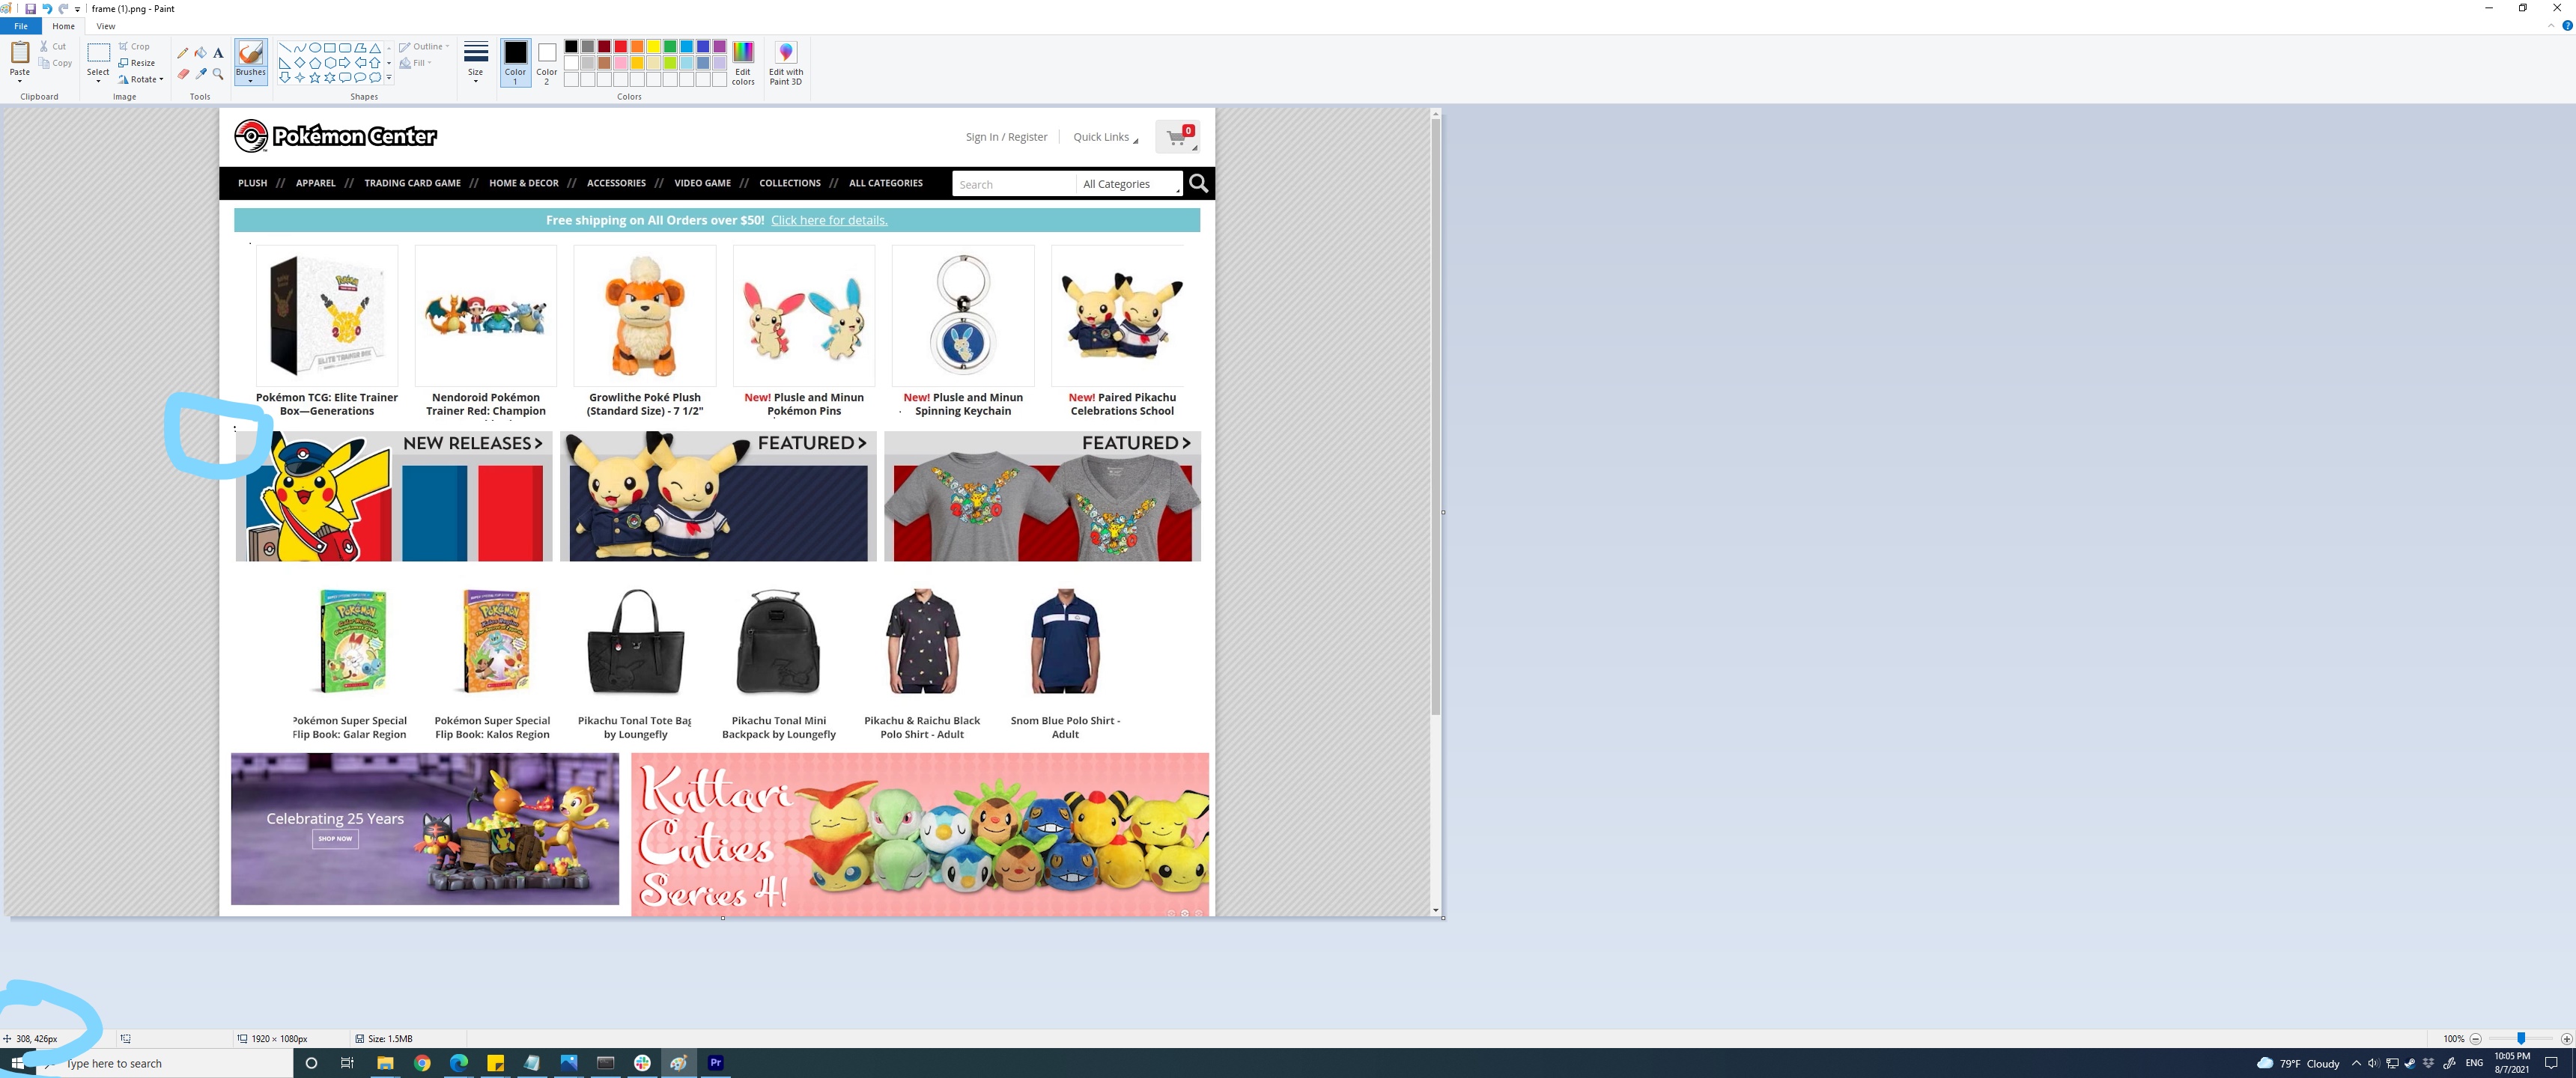 frame (1).png - Paint
File Home View
Paste
Cut
Copy
Clipboard
Select
Crop
Resize
Rotate
Image
Tools
Brushes
Outline
Fill
Shapes
Size
Color 1
Color 2
Edit colors
Colors
Edit with Paint 3D
Pokémon Center
Sign In / Register Quick Links 0
PLUSH // APPAREL // TRADING CARD GAME // HOME & DECOR // ACCESSORIES // VIDEO GAME // COLLECTIONS // ALL CATEGORIES
Search All Categories
Free shipping on All Orders over $50! Click here for details.
ELITE TRAINER BOX
Pokémon TCG: Elite Trainer
Box—Generations
Nendoroid Pokémon
Trainer Red: Champion
Growlithe Poké Plush
(Standard Size) - 7 1/2"
New! Plusle and Minun
Pokémon Pins
New! Plusle and Minun
Spinning Keychain
New! Paired Pikachu
Celebrations School
NEW RELEASES >
FEATURED >
FEATURED >
Pokémon Super Special
Flip Book: Galar Region
Pokémon Super Special
Flip Book: Kalos Region
Pikachu Tonal Tote Bag
by Loungefly
Pikachu Tonal Mini
Backpack by Loungefly
Pikachu & Raichu Black
Polo Shirt - Adult
Snom Blue Polo Shirt -
Adult
Celebrating 25 Years
SHOP NOW
Kuttari
Cuties
Series 4!
308, 426px
1920 × 1080px
Size: 1.5MB
100%
Type here to search
Pr
79°F Cloudy
ENG
10:05 PM
8/7/2021